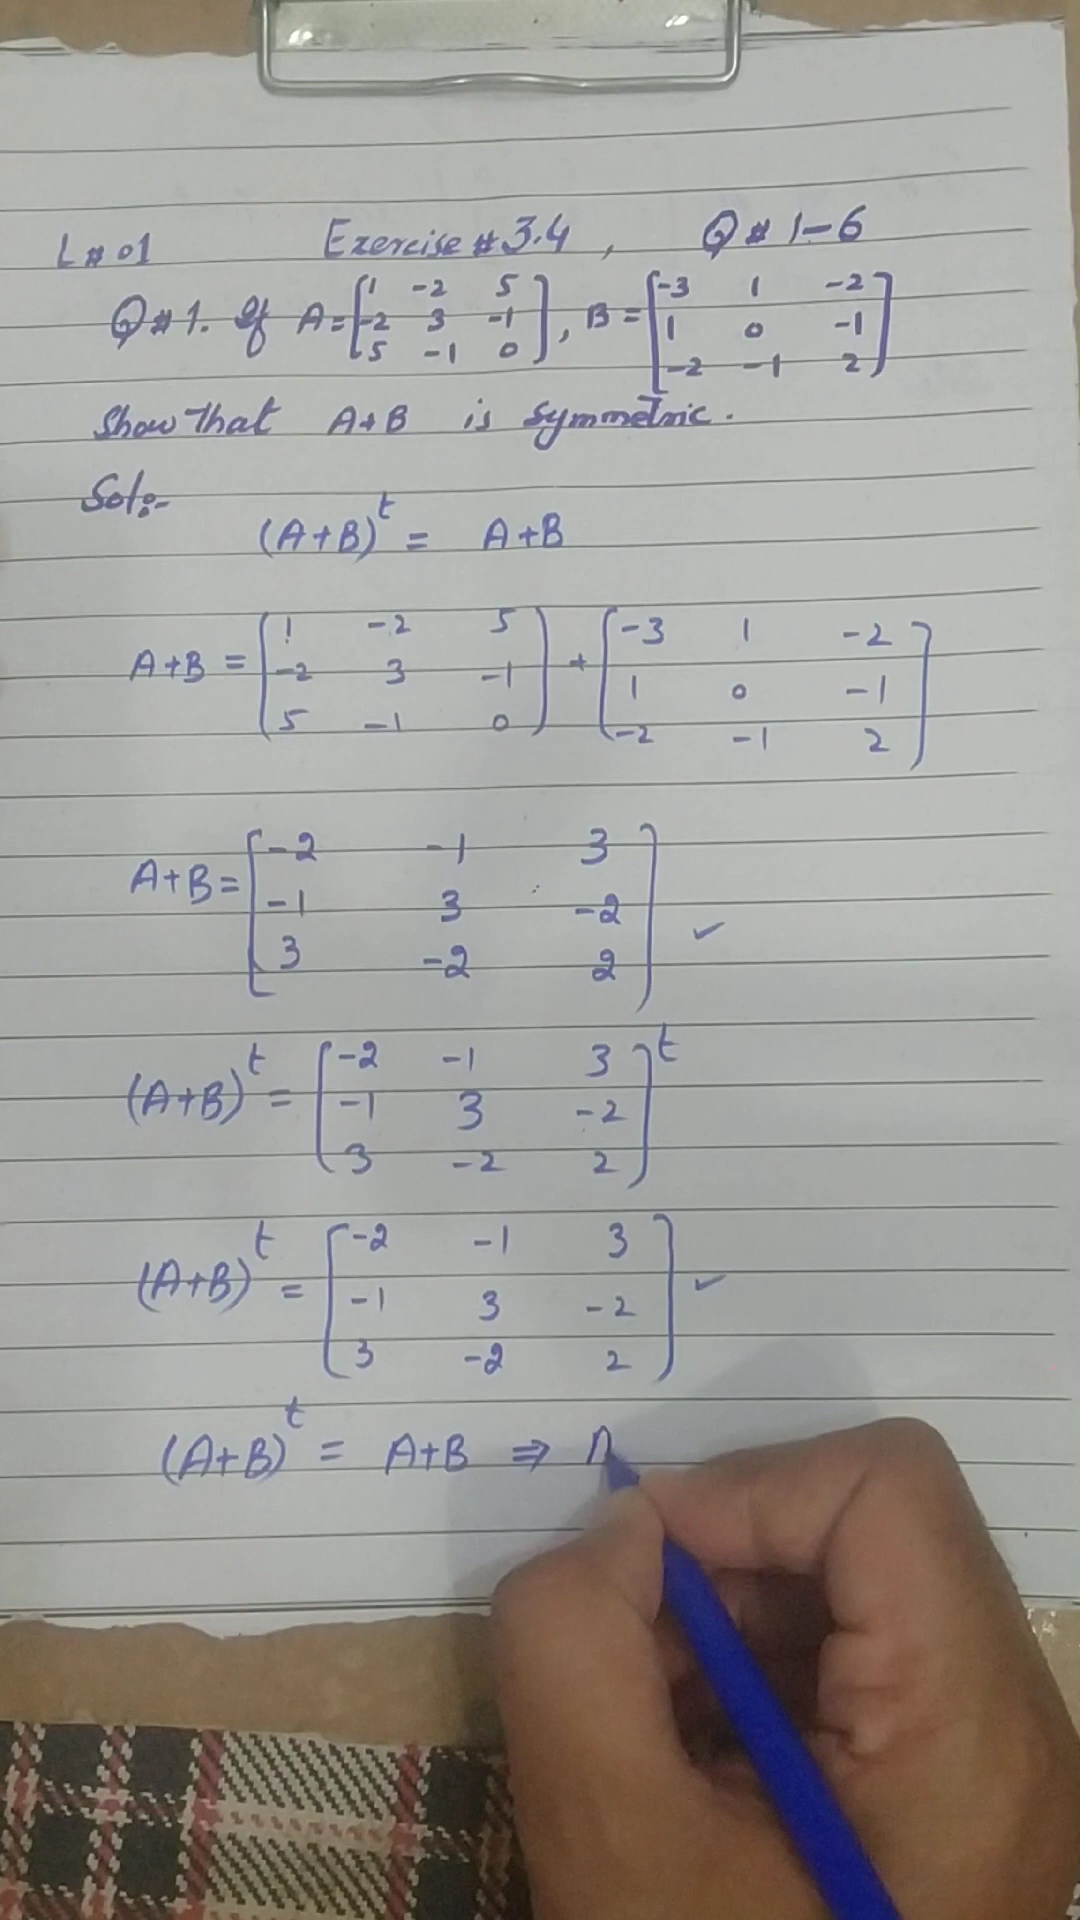 L # 01 Exercise # 3.4 , Q # 1-6
Q # 1. If A = [1 -2 5
-2 3 -1
5 -1 0], B = [-3 1 -2
1 0 -1
-2 -1 2]
Show that A+B is symmetric.
Sol:-
(A+B)^t = A+B
A+B = [1 -2 5
-2 3 -1
5 -1 0] + [-3 1 -2
1 0 -1
-2 -1 2]
A+B = [-2 -1 3
-1 3 -2
3 -2 2] ✓
(A+B)^t = [-2 -1 3
-1 3 -2
3 -2 2]^t
(A+B)^t = [-2 -1 3
-1 3 -2
3 -2 2] ✓
(A+B)^t = A+B ⇒